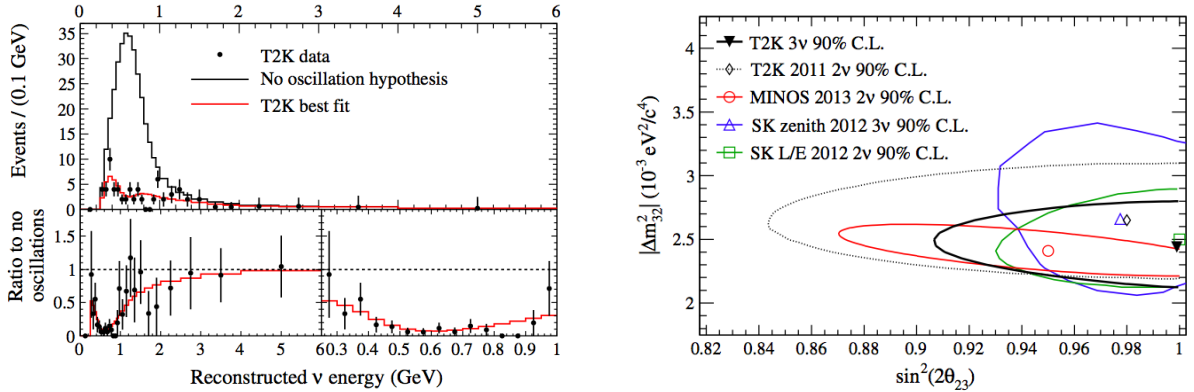 0 1 2 3 4 5 6
35
30
25
20
15
10
5
0
Events / (0.1 GeV)
T2K data
No oscillation hypothesis
T2K best fit
1.5
1
0.5
0
Ratio to no
oscillations
0 1 2 3 4 5 6 0.3 0.4 0.5 0.6 0.7 0.8 0.9 1
Reconstructed ν energy (GeV)
4
3.5
3
2.5
2
|Δm²₃₂| (10⁻³ eV²/c⁴)
T2K 3ν 90% C.L.
T2K 2011 2ν 90% C.L.
MINOS 2013 2ν 90% C.L.
SK zenith 2012 3ν 90% C.L.
SK L/E 2012 2ν 90% C.L.
0.82 0.84 0.86 0.88 0.9 0.92 0.94 0.96 0.98 1
sin²(2θ₂₃)